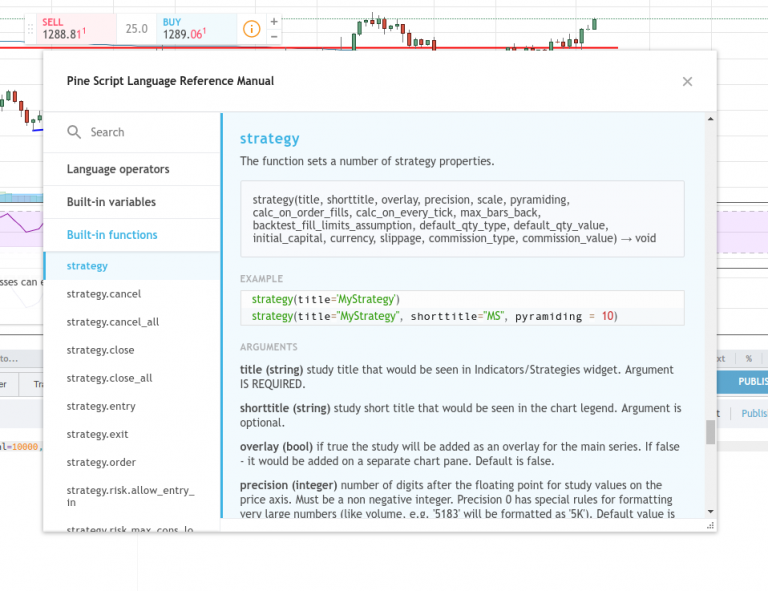 SELL
1288.81¹
25.0
BUY
1289.06¹
Pine Script Language Reference Manual
Search
Language operators
Built-in variables
Built-in functions
strategy
strategy.cancel
strategy.cancel_all
strategy.close
strategy.close_all
strategy.entry
strategy.exit
strategy.order
strategy.risk.allow_entry_
in
strategy.risk.max_cons_lo
strategy
The function sets a number of strategy properties.
strategy(title, shorttitle, overlay, precision, scale, pyramiding,
calc_on_order_fills, calc_on_every_tick, max_bars_back,
backtest_fill_limits_assumption, default_qty_type, default_qty_value,
initial_capital, currency, slippage, commission_type, commission_value) → void
EXAMPLE
strategy(title='MyStrategy')
strategy(title="MyStrategy", shorttitle="MS", pyramiding = 10)
ARGUMENTS
title (string) study title that would be seen in Indicators/Strategies widget. Argument
IS REQUIRED.
shorttitle (string) study short title that would be seen in the chart legend. Argument is
optional.
overlay (bool) if true the study will be added as an overlay for the main series. If false
- it would be added on a separate chart pane. Default is false.
precision (integer) number of digits after the floating point for study values on the
price axis. Must be a non negative integer. Precision 0 has special rules for formatting
very large numbers (like volume, e.g. '5183' will be formatted as '5K'). Default value is
sses can e
to...
er
Tra
al=10000,
xt
%
PUBLIS
t
Publis